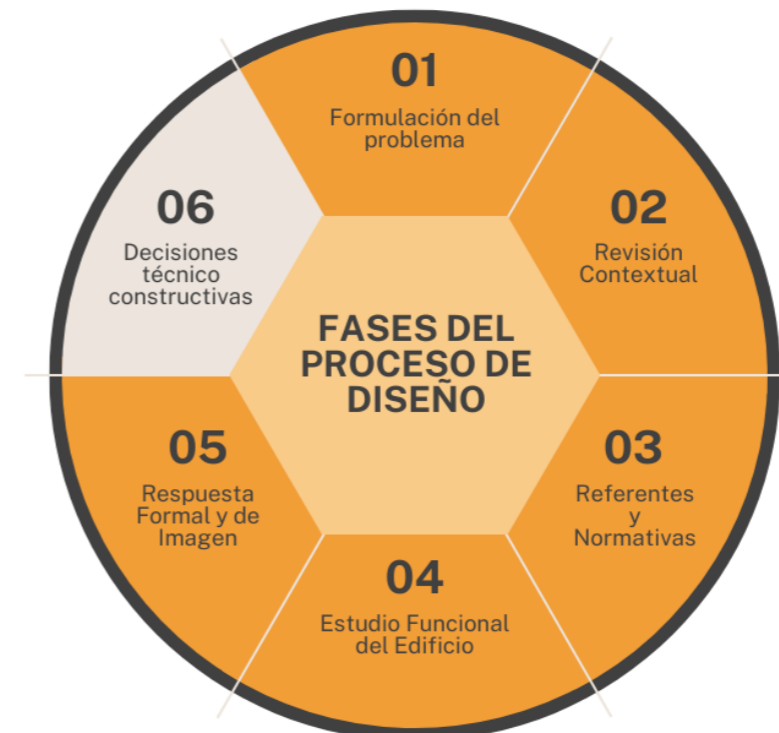 01
Formulación del
problema
02
Revisión
Contextual
03
Referentes
y
Normativas
04
Estudio Funcional
del Edificio
05
Respuesta
Formal y de
Imagen
06
Decisiones
técnico
constructivas
FASES DEL
PROCESO DE
DISEÑO